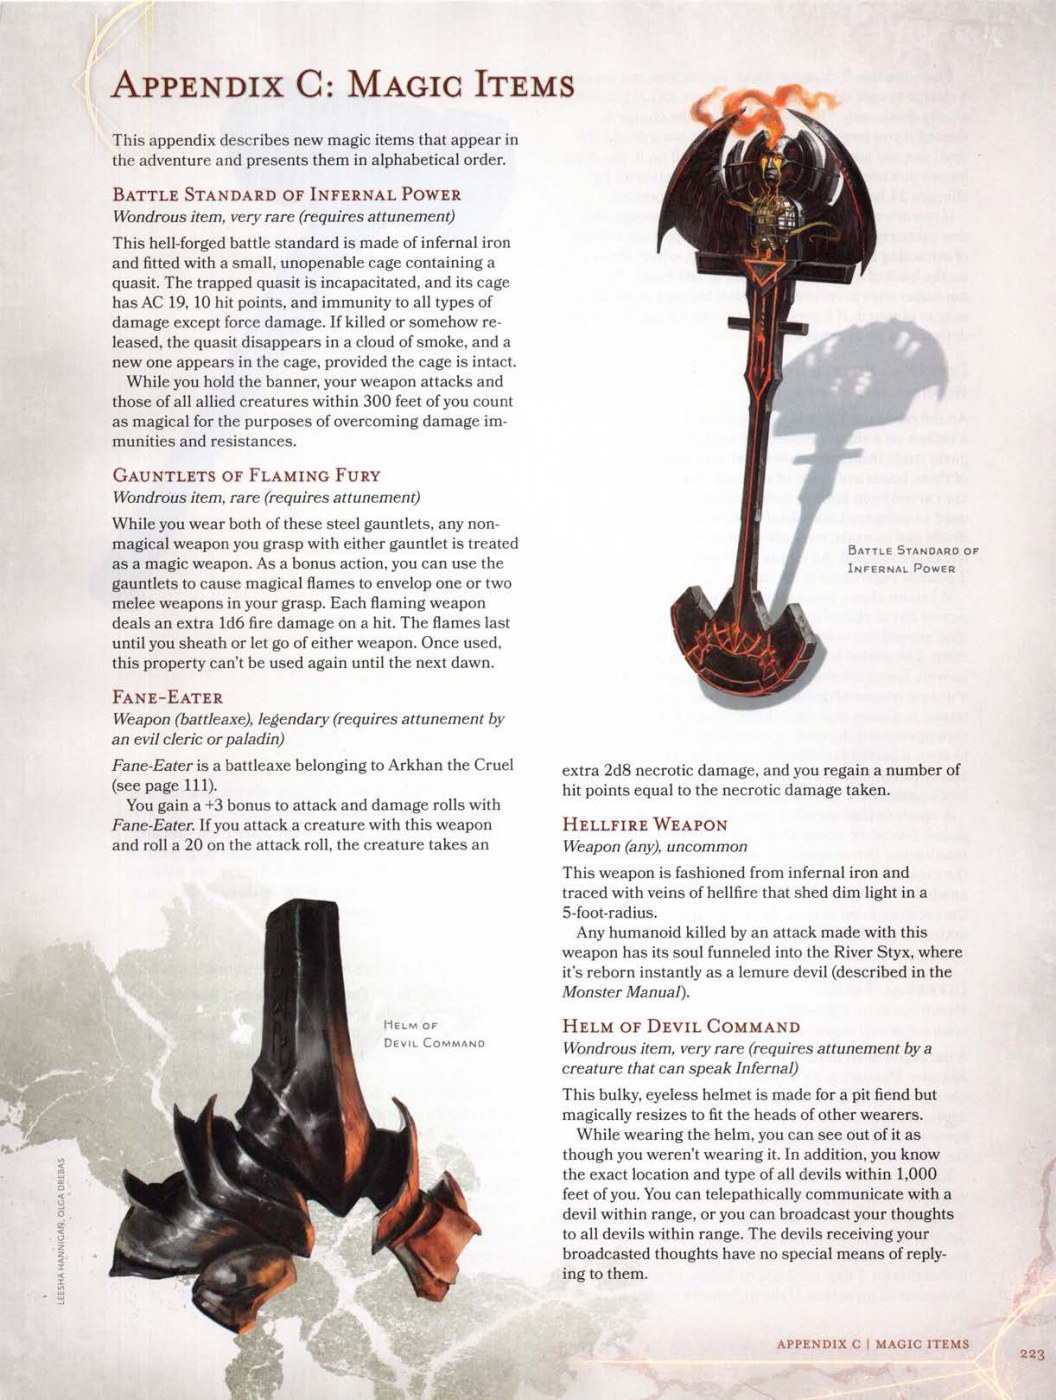 Appendix C: Magic Items
This appendix describes new magic items that appear in
the adventure and presents them in alphabetical order.
Battle Standard of Infernal Power
Wondrous item, very rare (requires attunement)
This hell-forged battle standard is made of infernal iron
and fitted with a small, unopenable cage containing a
quasit. The trapped quasit is incapacitated, and its cage
has AC 19, 10 hit points, and immunity to all types of
damage except force damage. If killed or somehow re-
leased, the quasit disappears in a cloud of smoke, and a
new one appears in the cage, provided the cage is intact.
While you hold the banner, your weapon attacks and
those of all allied creatures within 300 feet of you count
as magical for the purposes of overcoming damage im-
munities and resistances.
Gauntlets of Flaming Fury
Wondrous item, rare (requires attunement)
While you wear both of these steel gauntlets, any non-
magical weapon you grasp with either gauntlet is treated
as a magic weapon. As a bonus action, you can use the
gauntlets to cause magical flames to envelop one or two
melee weapons in your grasp. Each flaming weapon
deals an extra 1d6 fire damage on a hit. The flames last
until you sheath or let go of either weapon. Once used,
this property can't be used again until the next dawn.
Fane-Eater
Weapon (battleaxe), legendary (requires attunement by
an evil cleric or paladin)
Fane-Eater is a battleaxe belonging to Arkhan the Cruel
(see page 111).
You gain a +3 bonus to attack and damage rolls with
Fane-Eater. If you attack a creature with this weapon
and roll a 20 on the attack roll, the creature takes an
Helm of
Devil Command
LEESHA HANNIGAN, OLGA DREBAS
Battle Standard of
Infernal Power
extra 2d8 necrotic damage, and you regain a number of
hit points equal to the necrotic damage taken.
Hellfire Weapon
Weapon (any), uncommon
This weapon is fashioned from infernal iron and
traced with veins of hellfire that shed dim light in a
5-foot-radius.
Any humanoid killed by an attack made with this
weapon has its soul funneled into the River Styx, where
it's reborn instantly as a lemure devil (described in the
Monster Manual).
Helm of Devil Command
Wondrous item, very rare (requires attunement by a
creature that can speak Infernal)
This bulky, eyeless helmet is made for a pit fiend but
magically resizes to fit the heads of other wearers.
While wearing the helm, you can see out of it as
though you weren't wearing it. In addition, you know
the exact location and type of all devils within 1,000
feet of you. You can telepathically communicate with a
devil within range, or you can broadcast your thoughts
to all devils within range. The devils receiving your
broadcasted thoughts have no special means of reply-
ing to them.
APPENDIX C | MAGIC ITEMS
223